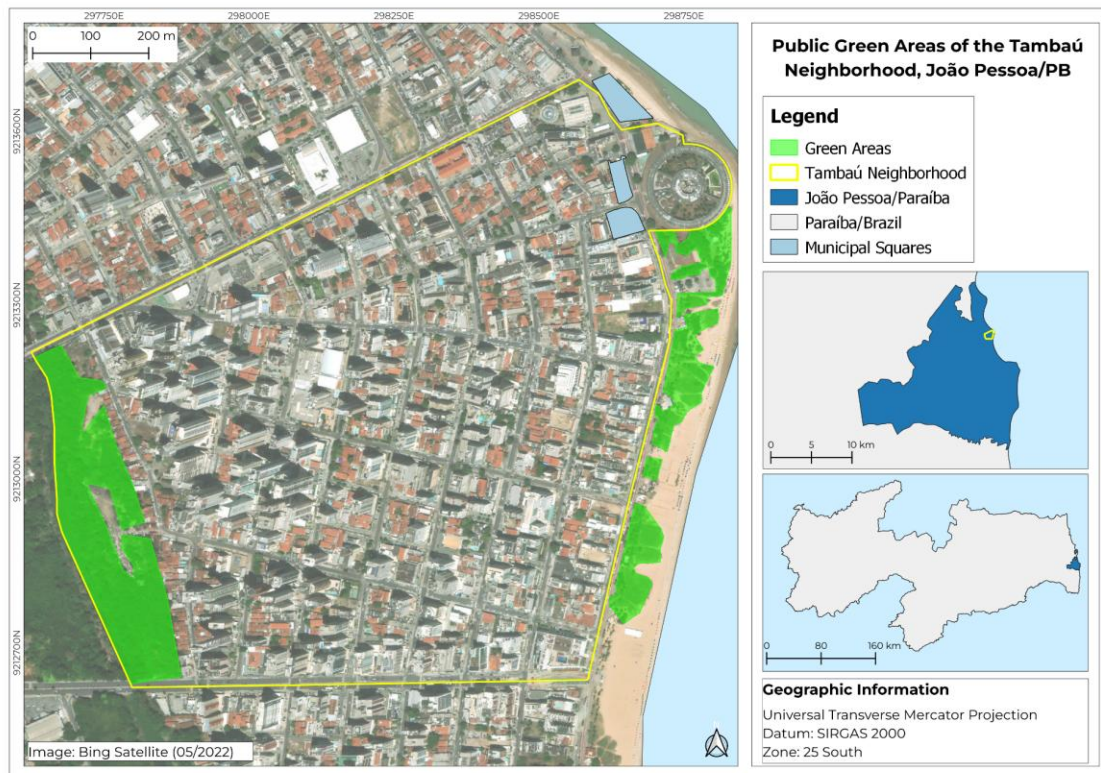 297750E
298000E
298250E
298500E
298750E
0 100 200 m
9213600N
9213300N
9213000N
9212700N
Image: Bing Satellite (05/2022)
N
Public Green Areas of the Tambaú
Neighborhood, João Pessoa/PB
Legend
Green Areas
Tambaú Neighborhood
João Pessoa/Paraíba
Paraíba/Brazil
Municipal Squares
0 5 10 km
0 80 160 km
Geographic Information
Universal Transverse Mercator Projection
Datum: SIRGAS 2000
Zone: 25 South